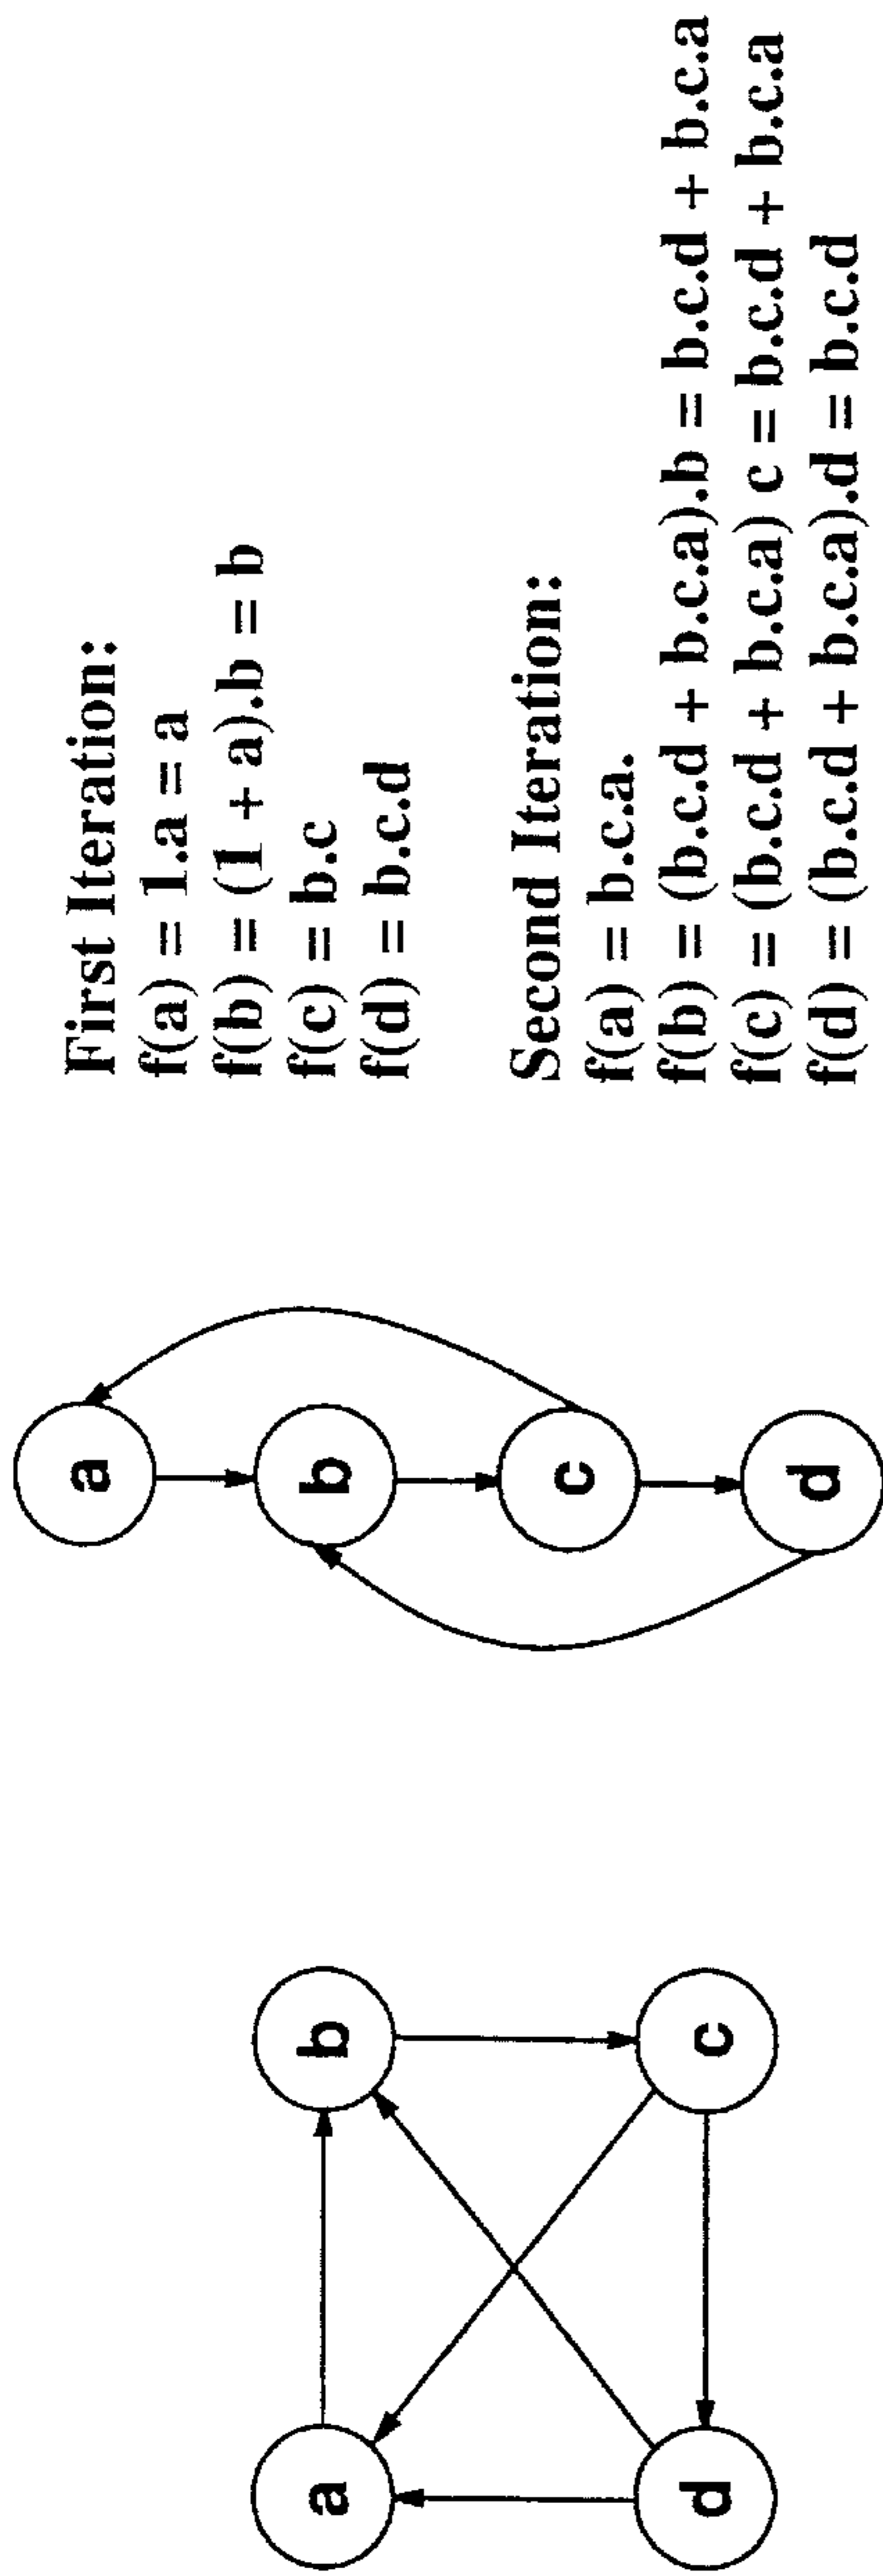 a
b
d
c
a
b
c
d
First Iteration:
f(a) = 1.a = a
f(b) = (1 + a).b = b
f(c) = b.c
f(d) = b.c.d
Second Iteration:
f(a) = b.c.a.
f(b) = (b.c.d + b.c.a).b = b.c.d + b.c.a
f(c) = (b.c.d + b.c.a) c = b.c.d + b.c.a
f(d) = (b.c.d + b.c.a).d = b.c.d